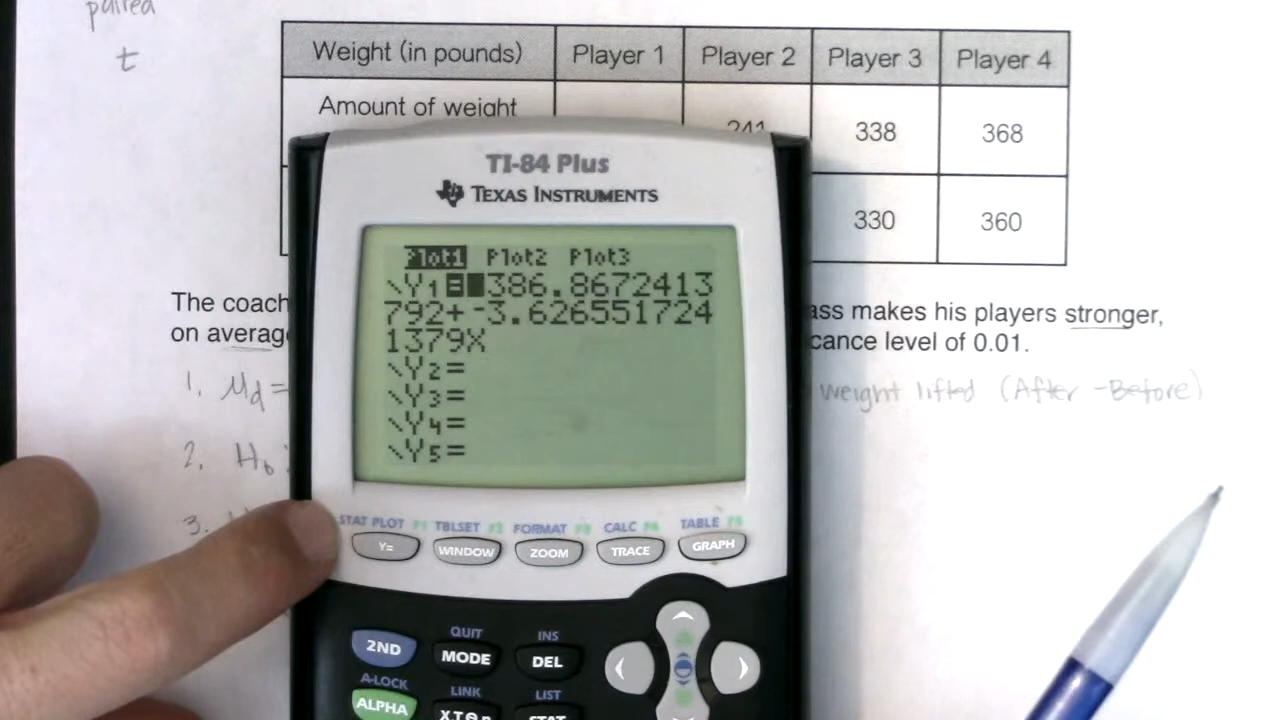 paired
t
Weight (in pounds) Player 1 Player 2 Player 3 Player 4
Amount of weight 241 338 368
330 360
TI-84 Plus
TEXAS INSTRUMENTS
Plot1 Plot2 Plot3
\Y1=386.8672413
792+-3.626551724
1379X
\Y2=
\Y3=
\Y4=
\Y5=
The coach ass makes his players stronger,
on averag cance level of 0.01.
1. μd= weight lifted (After -Before)
2. H0:
3.
STAT PLOT F1 TBLSET F2 FORMAT F3 CALC F4 TABLE F5
Y= WINDOW ZOOM TRACE GRAPH
QUIT INS
2ND MODE DEL
A-LOCK LINK LIST
ALPHA X,T,θ,n STAT